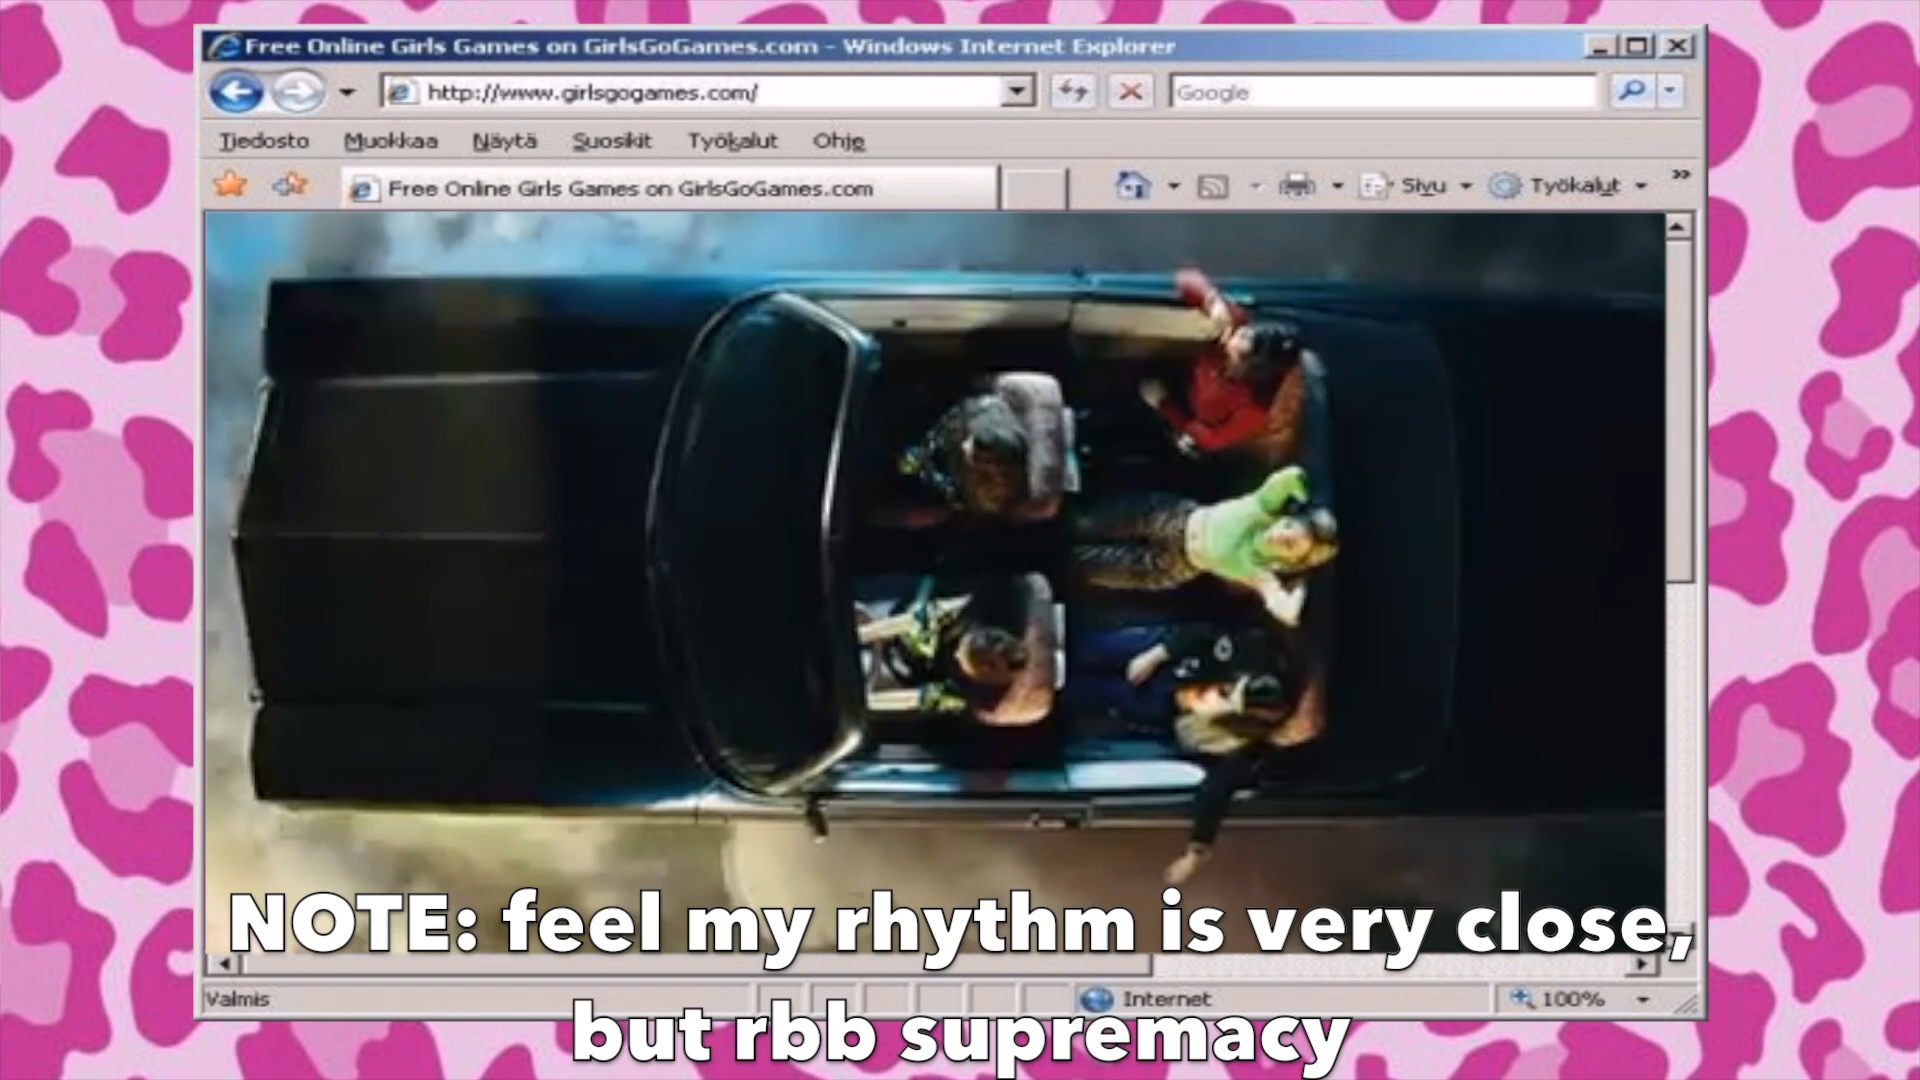 Free Online Girls Games on GirlsGoGames.com - Windows Internet Explorer
http://www.girlsgogames.com/
Google
Tiedosto Muokkaa Näytä Suosikit Työkalut Ohje
Free Online Girls Games on GirlsGoGames.com
Sivu Työkalut »
NOTE: feel my rhythm is very close,
Valmis Internet 100%
but rbb supremacy